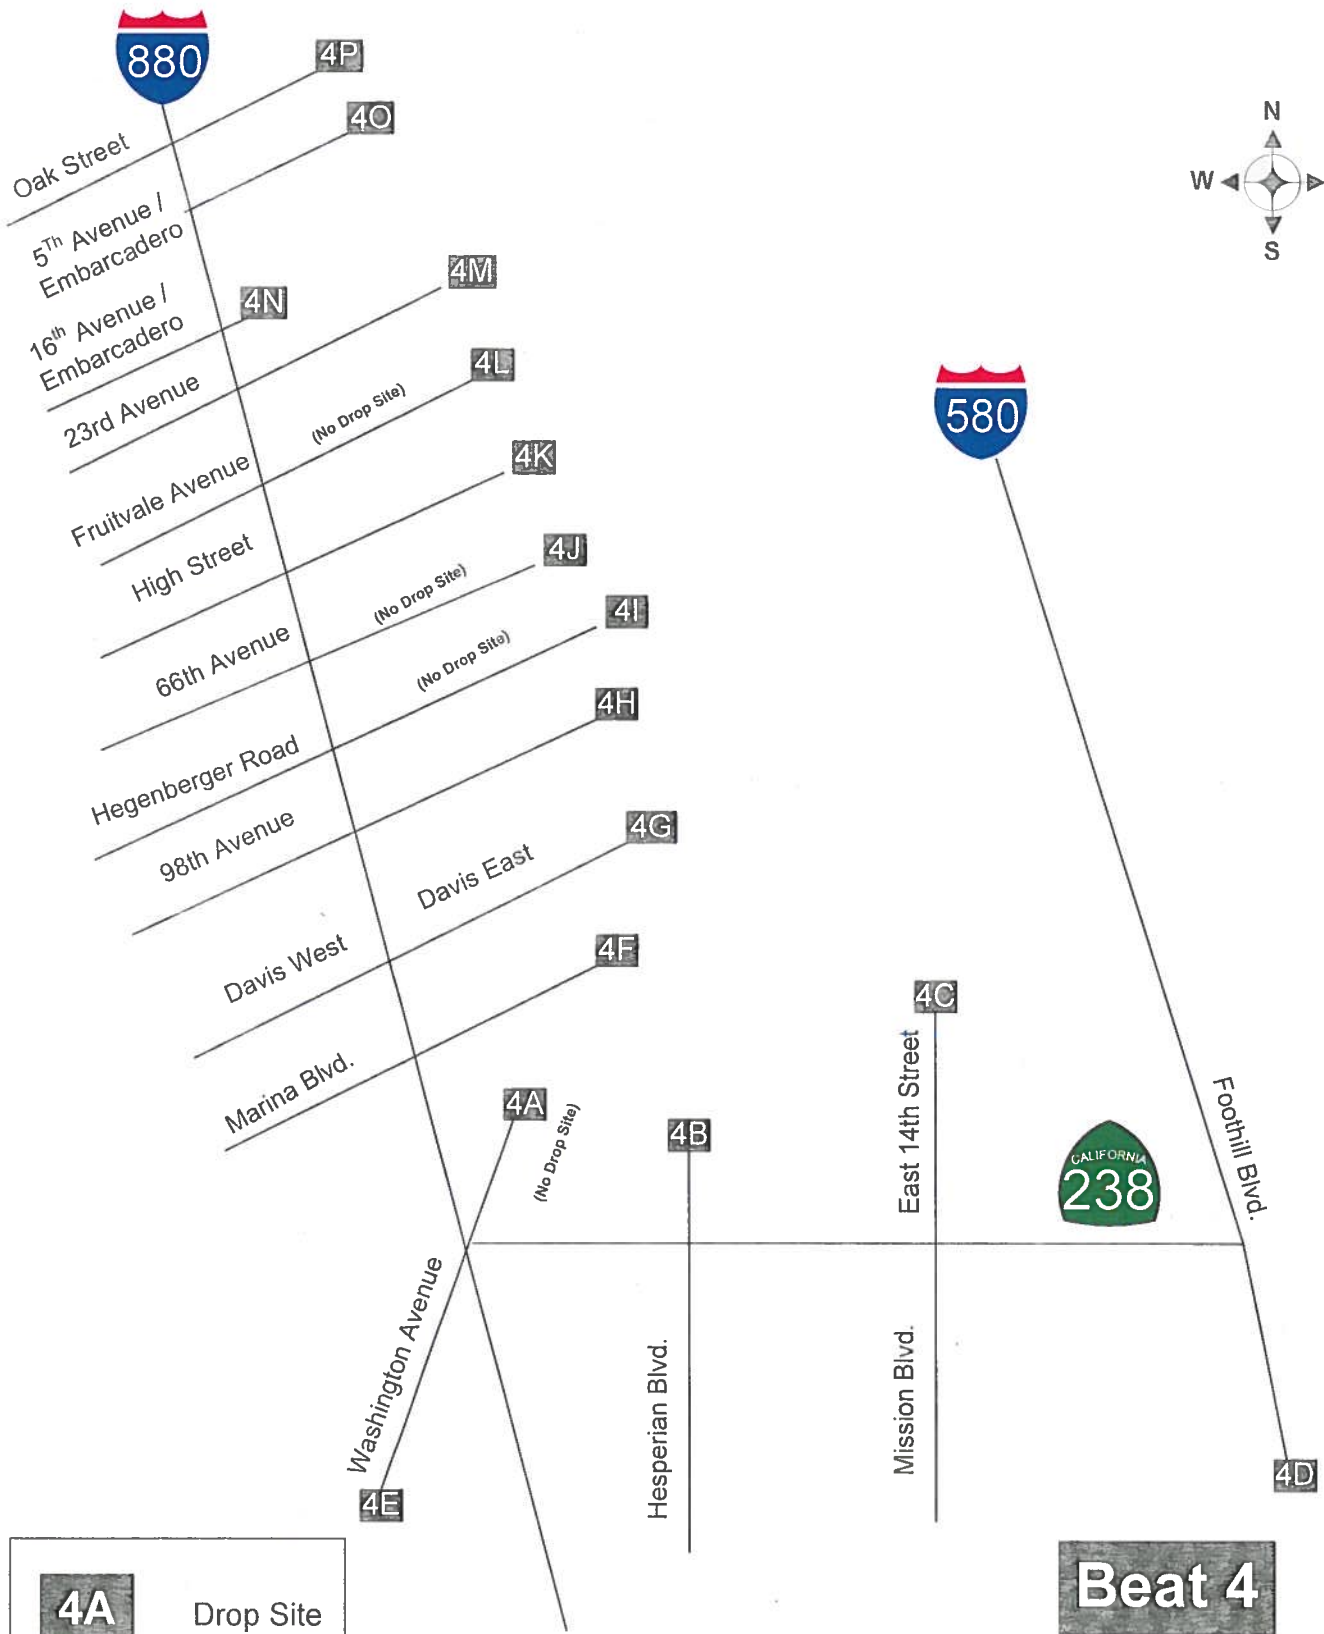 880
4P
Oak Street
4O
5Th Avenue /
Embarcadero
N
W
S
16th Avenue /
Embarcadero
4N
4M
23rd Avenue
4L
(No Drop Site)
Fruitvale Avenue
580
4K
High Street
4J
(No Drop Site)
66th Avenue
4I
(No Drop Site)
Hegenberger Road
4H
98th Avenue
4G
Davis East
Davis West
4F
Marina Blvd.
4C
East 14th Street
4A
(No Drop Site)
4B
CALIFORNIA
238
Foothill Blvd.
Washington Avenue
Hesperian Blvd.
Mission Blvd.
4E
4D
4A Drop Site
Beat 4